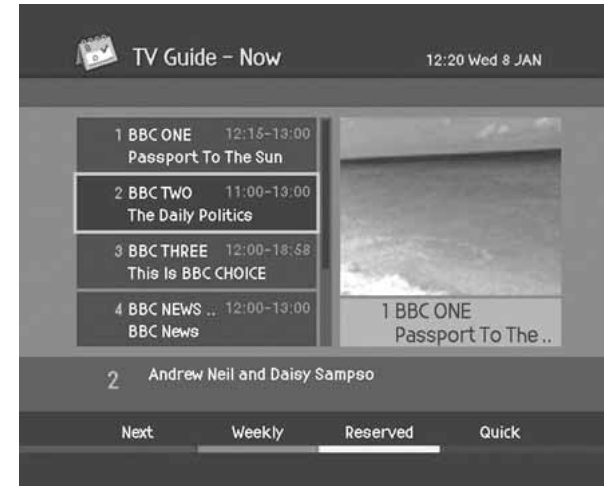 TV Guide – Now
12:20 Wed 8 JAN
1 BBC ONE 12:15-13:00
Passport To The Sun
2 BBC TWO 11:00-13:00
The Daily Politics
3 BBC THREE 12:00-18:58
This Is BBC CHOICE
4 BBC NEWS .. 12:00-13:00
BBC News
1 BBC ONE
Passport To The ..
2 Andrew Neil and Daisy Sampso
Next Weekly Reserved Quick